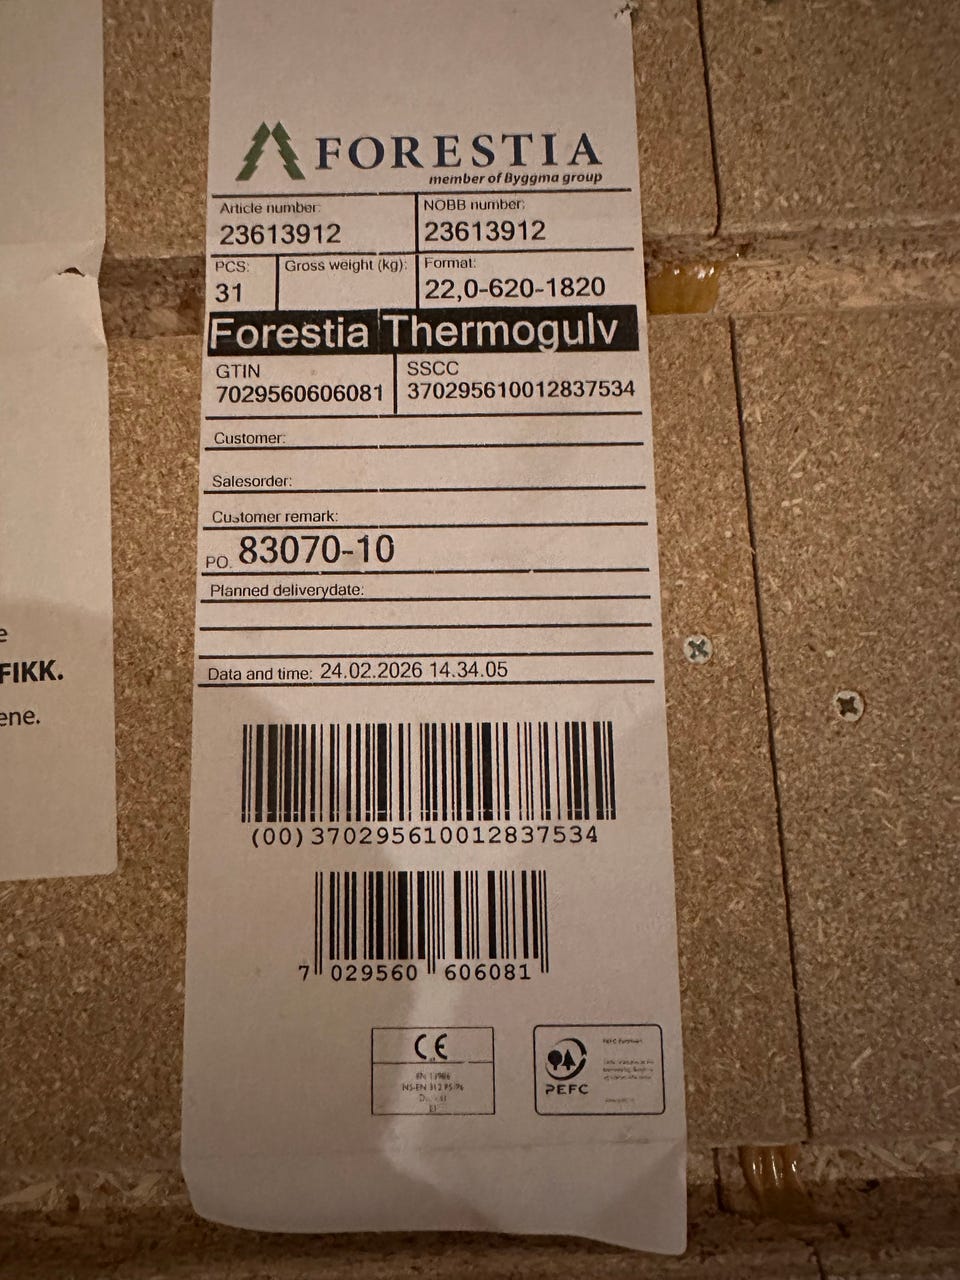 FORESTIA
member of Byggma group
Article number:
23613912
NOBB number:
23613912
PCS:
31
Gross weight (kg):
Format:
22,0-620-1820
Forestia Thermogulv
GTIN
7029560606081
SSCC
370295610012837534
Customer:
Salesorder:
Customer remark:
PO. 83070-10
Planned deliverydate:
Data and time: 24.02.2026 14.34.05
e
FIKK.
ene.
(00)370295610012837534
7 029560 606081
CE
PEFC